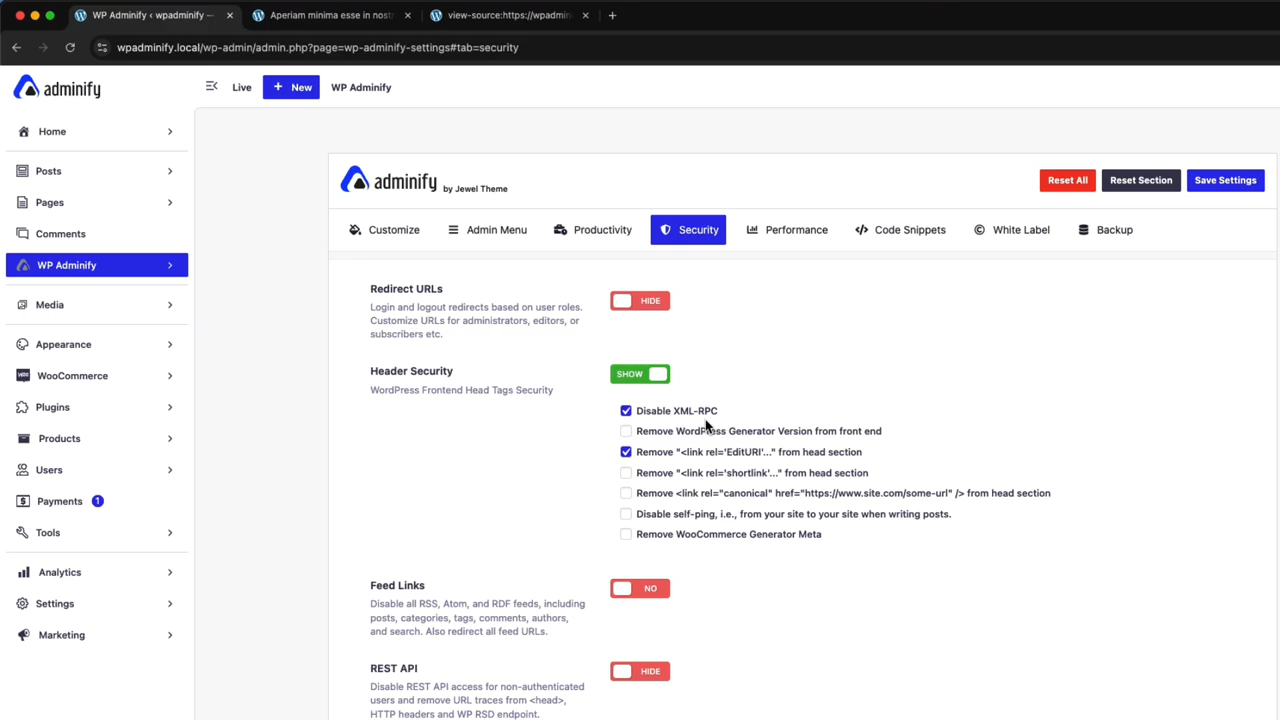 WP Adminify ‹ wpadminify —
Aperiam minima esse in nost
view-source:https://wpadmin
wpadminify.local/wp-admin/admin.php?page=wp-adminify-settings#tab=security
adminify
Live
+ New
WP Adminify
Home
Posts
Pages
Comments
WP Adminify
Media
Appearance
WooCommerce
Plugins
Products
Users
Payments 1
Tools
Analytics
Settings
Marketing
adminify by Jewel Theme
Reset All
Reset Section
Save Settings
Customize
Admin Menu
Productivity
Security
Performance
Code Snippets
White Label
Backup
Redirect URLs
Login and logout redirects based on user roles.
Customize URLs for administrators, editors, or
subscribers etc.
HIDE
Header Security
WordPress Frontend Head Tags Security
SHOW
Disable XML-RPC
Remove WordPress Generator Version from front end
Remove "<link rel='EditURI'..." from head section
Remove "<link rel='shortlink'..." from head section
Remove <link rel="canonical" href="https://www.site.com/some-url" /> from head section
Disable self-ping, i.e., from your site to your site when writing posts.
Remove WooCommerce Generator Meta
Feed Links
Disable all RSS, Atom, and RDF feeds, including
posts, categories, tags, comments, authors,
and search. Also redirect all feed URLs.
NO
REST API
Disable REST API access for non-authenticated
users and remove URL traces from <head>,
HTTP headers and WP RSD endpoint.
HIDE